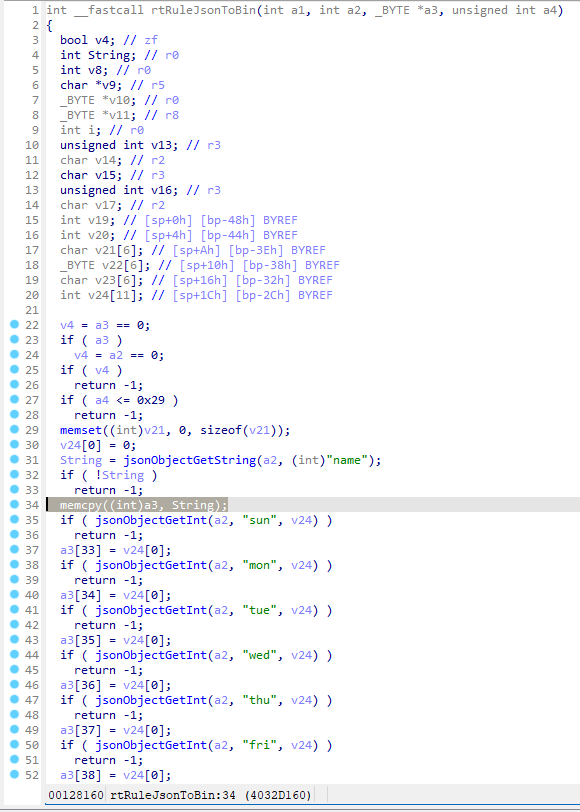 1 int __fastcall rtRuleJsonToBin(int a1, int a2, _BYTE *a3, unsigned int a4)
2 {
3 bool v4; // zf
4 int String; // r0
5 int v8; // r0
6 char *v9; // r5
7 _BYTE *v10; // r0
8 _BYTE *v11; // r8
9 int i; // r0
10 unsigned int v13; // r3
11 char v14; // r2
12 char v15; // r3
13 unsigned int v16; // r3
14 char v17; // r2
15 int v19; // [sp+0h] [bp-48h] BYREF
16 int v20; // [sp+4h] [bp-44h] BYREF
17 char v21[6]; // [sp+Ah] [bp-3Eh] BYREF
18 _BYTE v22[6]; // [sp+10h] [bp-38h] BYREF
19 char v23[6]; // [sp+16h] [bp-32h] BYREF
20 int v24[11]; // [sp+1Ch] [bp-2Ch] BYREF
21
22 v4 = a3 == 0;
23 if ( a3 )
24 v4 = a2 == 0;
25 if ( v4 )
26 return -1;
27 if ( a4 <= 0x29 )
28 return -1;
29 memset((int)v21, 0, sizeof(v21));
30 v24[0] = 0;
31 String = jsonObjectGetString(a2, (int)"name");
32 if ( !String )
33 return -1;
34 memcpy((int)a3, String);
35 if ( jsonObjectGetInt(a2, "sun", v24) )
36 return -1;
37 a3[33] = v24[0];
38 if ( jsonObjectGetInt(a2, "mon", v24) )
39 return -1;
40 a3[34] = v24[0];
41 if ( jsonObjectGetInt(a2, "tue", v24) )
42 return -1;
43 a3[35] = v24[0];
44 if ( jsonObjectGetInt(a2, "wed", v24) )
45 return -1;
46 a3[36] = v24[0];
47 if ( jsonObjectGetInt(a2, "thu", v24) )
48 return -1;
49 a3[37] = v24[0];
50 if ( jsonObjectGetInt(a2, "fri", v24) )
51 return -1;
52 a3[38] = v24[0];
00128160 rtRuleJsonToBin:34 (4032D160)